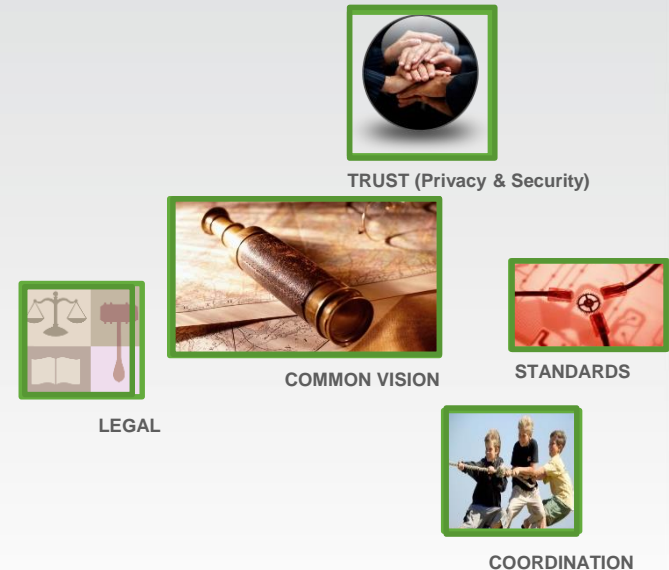 TRUST (Privacy & Security)
COMMON VISION
STANDARDS
LEGAL
COORDINATION